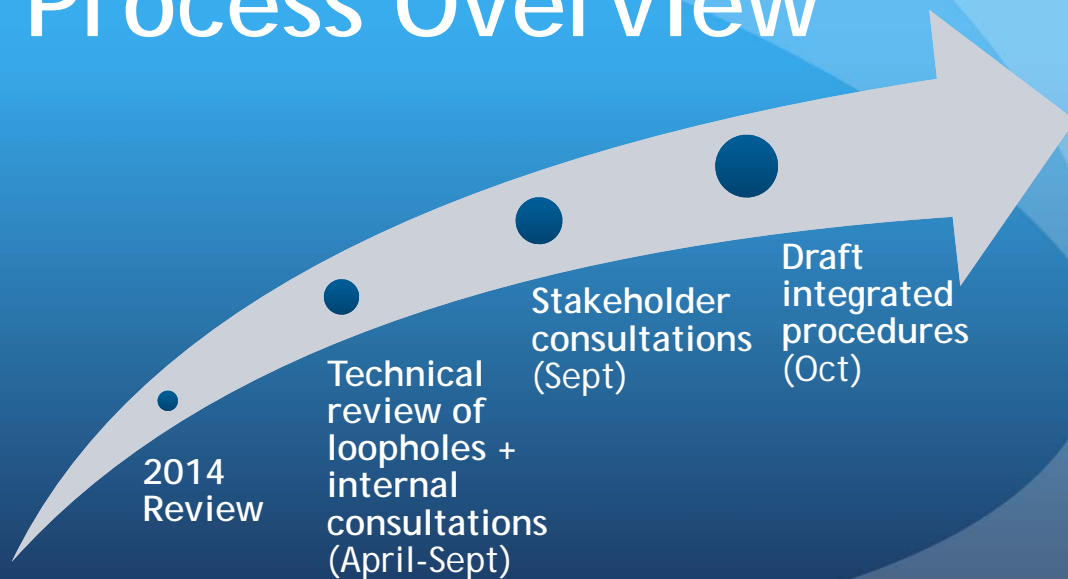 Process Overview
2014
Review
Technical
review of
loopholes +
internal
consultations
(April-Sept)
Stakeholder
consultations
(Sept)
Draft
integrated
procedures
(Oct)